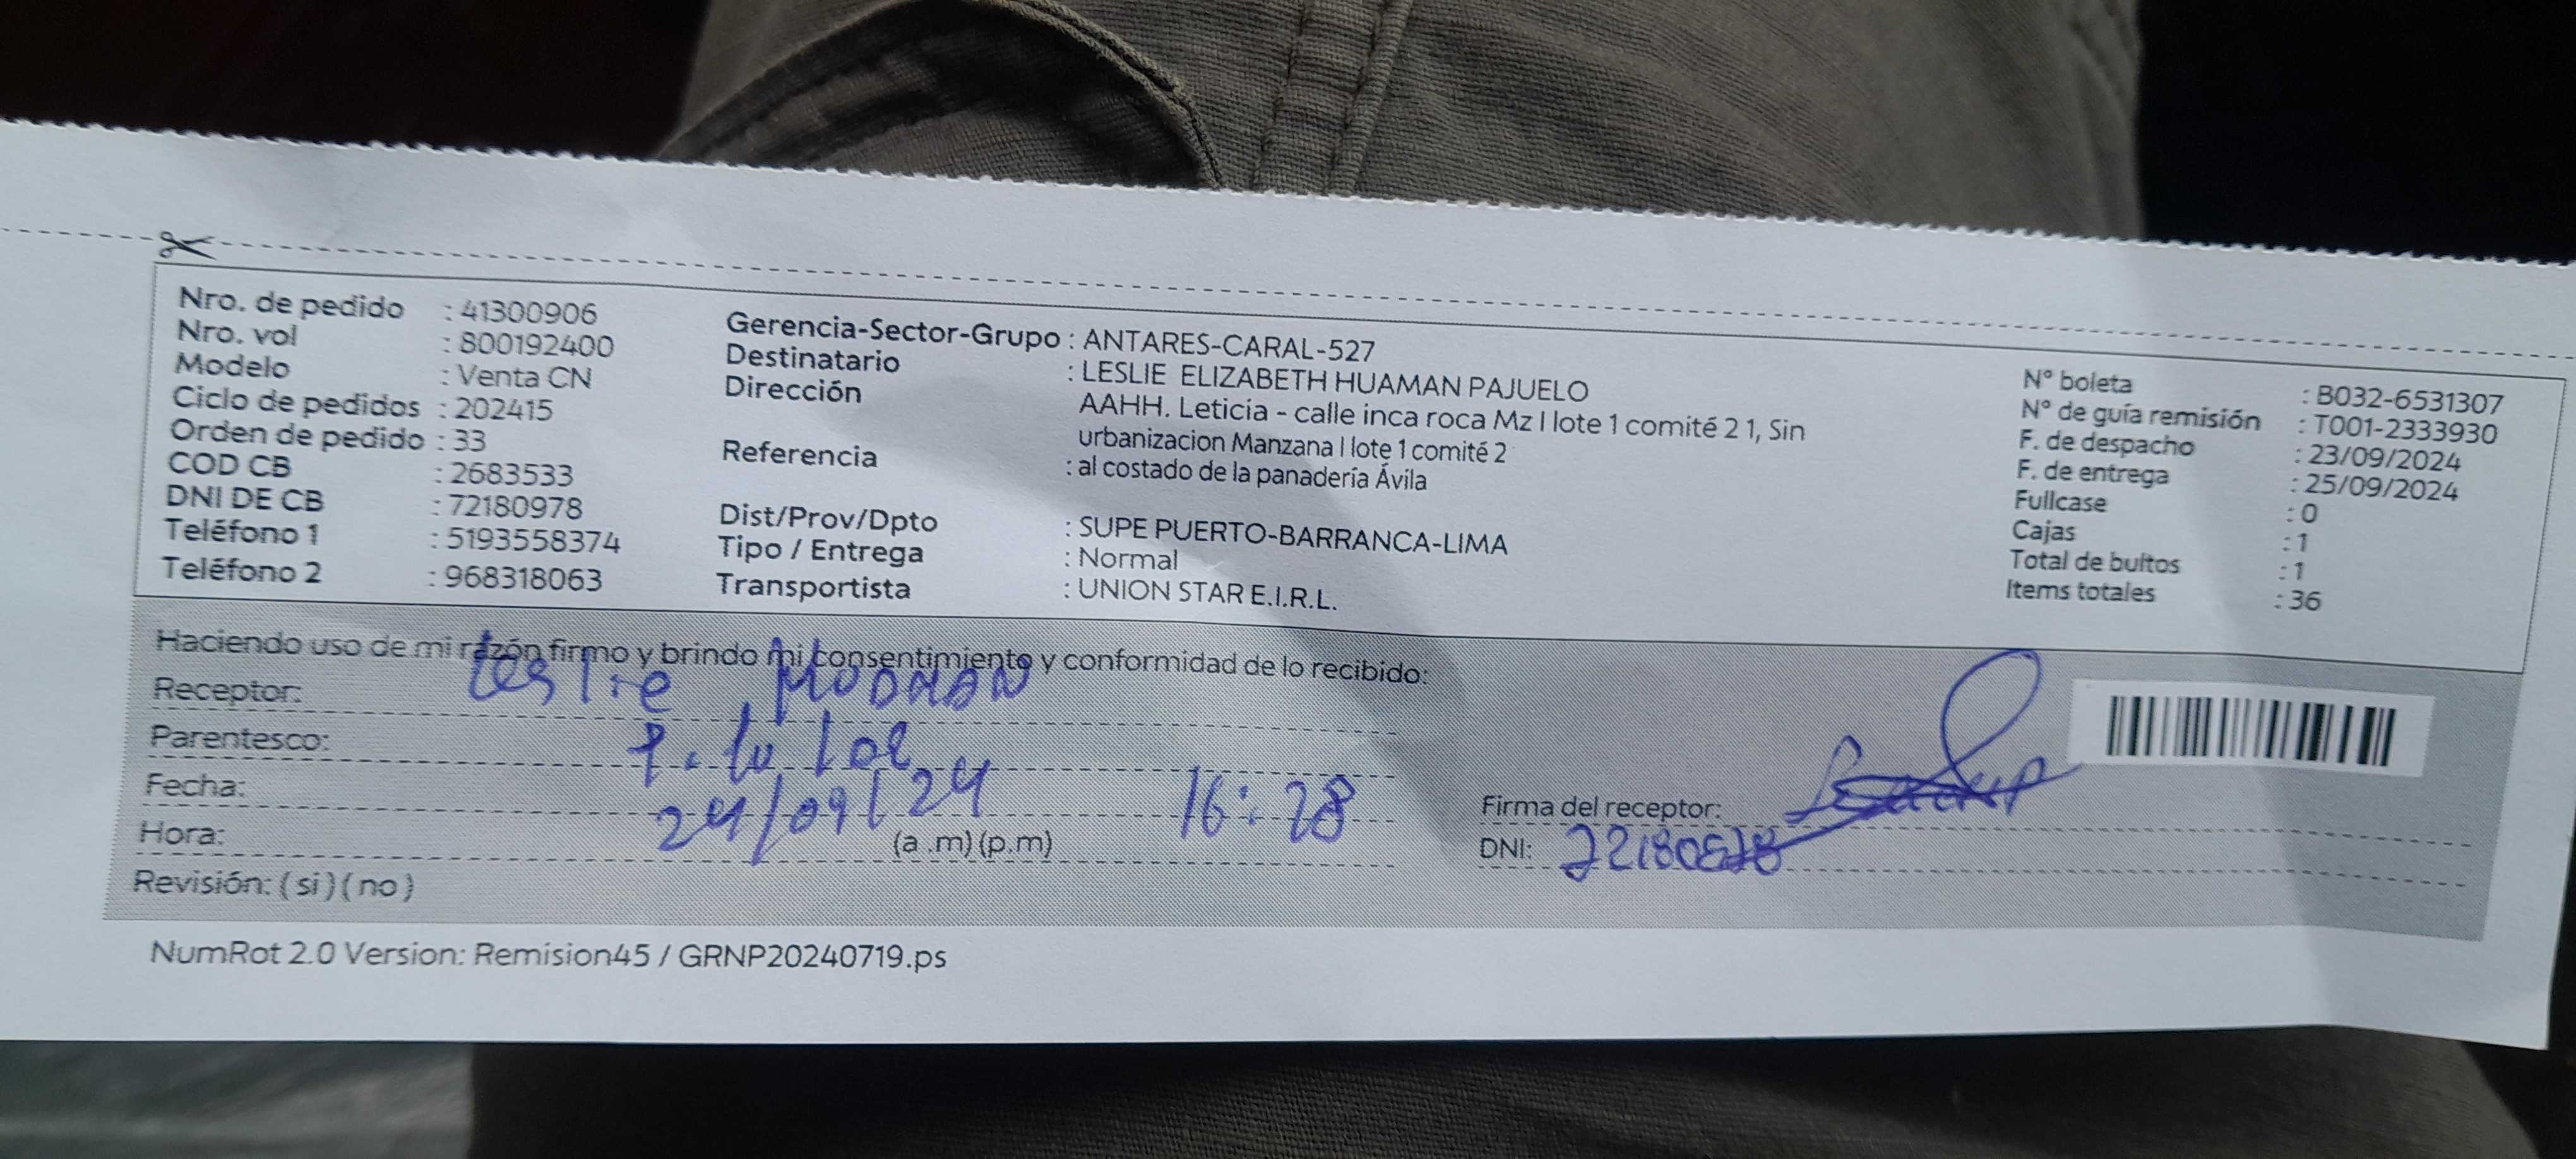 Nro. de pedido : 41300906
Nro. vol : 800192400
Modelo : Venta CN
Ciclo de pedidos : 202415
Orden de pedido : 33
COD CB : 2683533
DNI DE CB : 72180978
Teléfono 1 : 5193558374
Teléfono 2 : 968318063
Gerencia-Sector-Grupo : ANTARES-CARAL-527
Destinatario : LESLIE ELIZABETH HUAMAN PAJUELO
Dirección AAHH. Leticia - calle inca roca Mz I lote 1 comité 2 1, Sin
urbanizacion Manzana I lote 1 comité 2
Referencia : al costado de la panadería Ávila
Dist/Prov/Dpto : SUPE PUERTO-BARRANCA-LIMA
Tipo / Entrega : Normal
Transportista : UNION STAR E.I.R.L.
N° boleta : B032-6531307
N° de guía remisión : T001-2333930
F. de despacho : 23/09/2024
F. de entrega : 25/09/2024
Fullcase : 0
Cajas : 1
Total de bultos : 1
Items totales : 36
Haciendo uso de mi razón firmo y brindo mi consentimiento y conformidad de lo recibido:
Receptor:
Parentesco:
Fecha: 24/09/24
Hora: (a .m) (p.m) 16:28
Revisión: ( si ) ( no )
Firma del receptor:
DNI:
NumRot 2.0 Version: Remision45 / GRNP20240719.ps